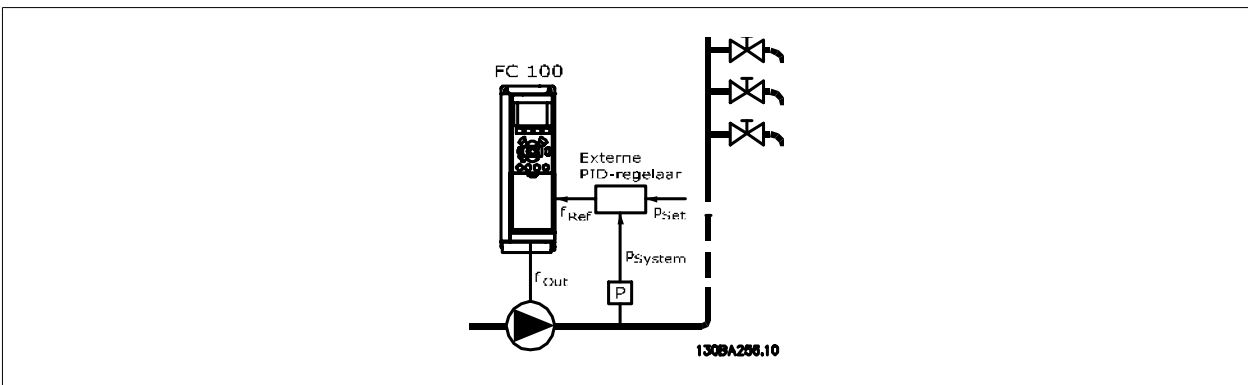 FC 100
Externe
PID-regelaar
fRef
pSet
pSystem
fOut
P
130BA256.10